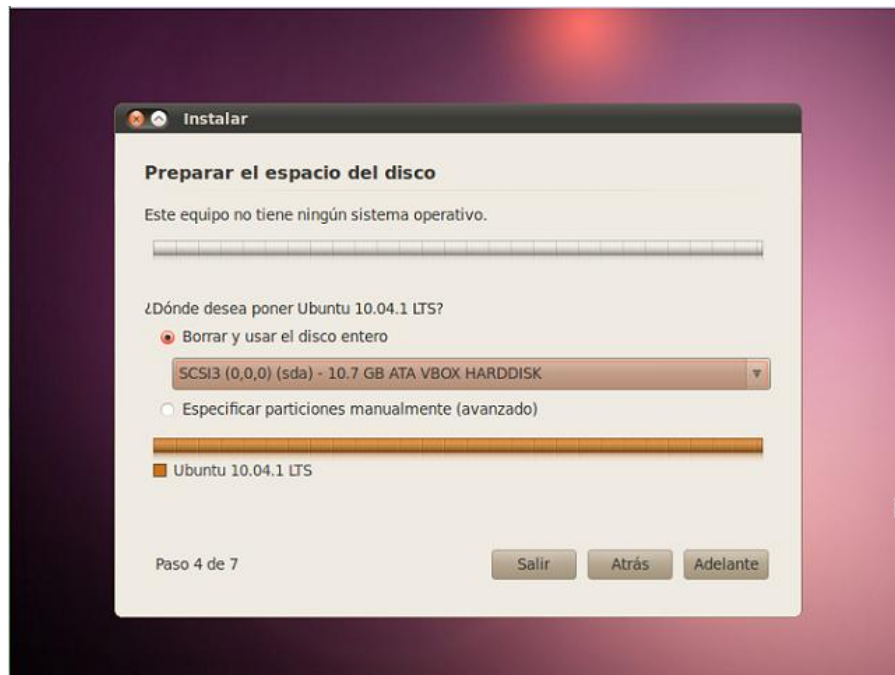 Instalar
Preparar el espacio del disco
Este equipo no tiene ningún sistema operativo.
¿Dónde desea poner Ubuntu 10.04.1 LTS?
Borrar y usar el disco entero
SCSI3 (0,0,0) (sda) - 10.7 GB ATA VBOX HARDDISK
Especificar particiones manualmente (avanzado)
Ubuntu 10.04.1 LTS
Paso 4 de 7 Salir Atrás Adelante